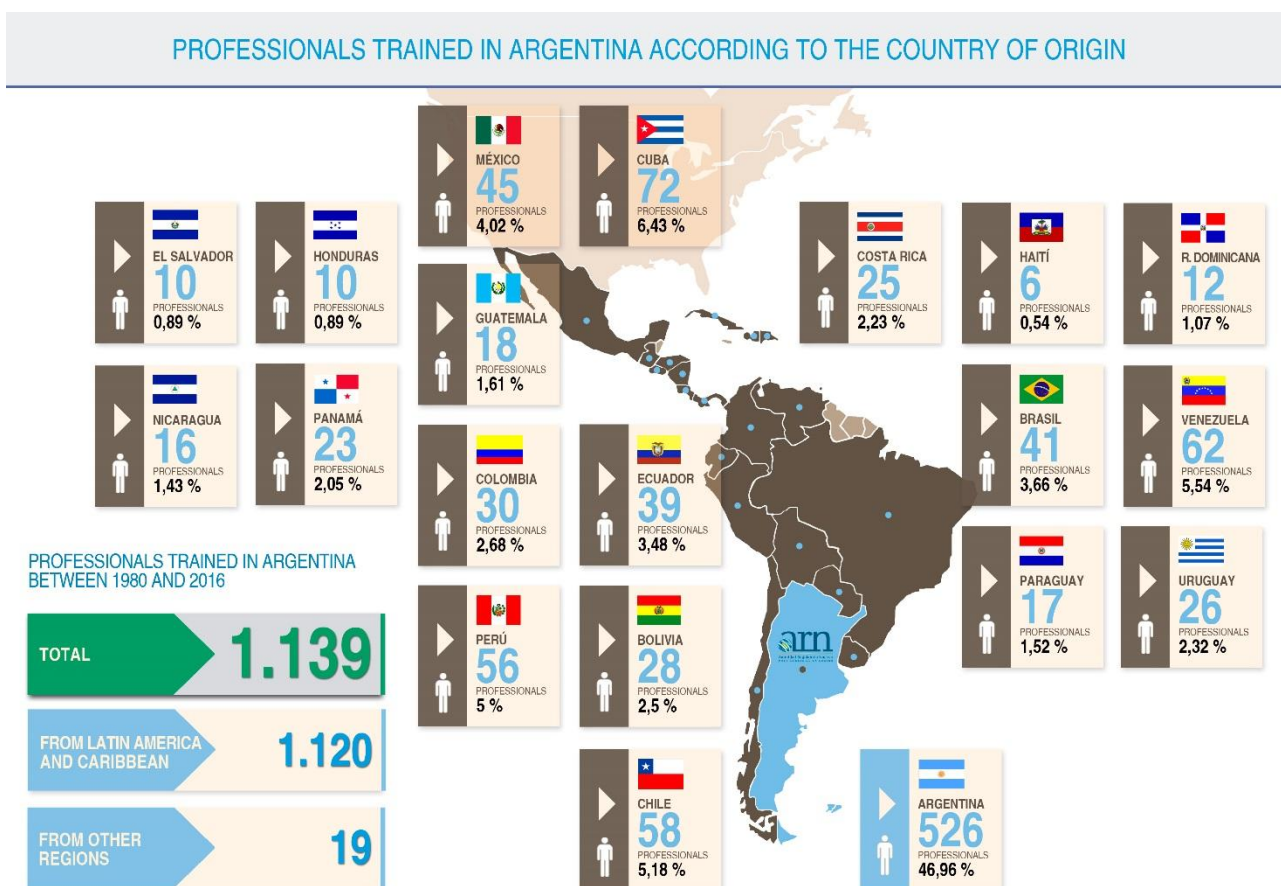 PROFESSIONALS TRAINED IN ARGENTINA ACCORDING TO THE COUNTRY OF ORIGIN
MÉXICO
45
PROFESSIONALS
4,02 %
CUBA
72
PROFESSIONALS
6,43 %
EL SALVADOR
10
PROFESSIONALS
0,89 %
HONDURAS
10
PROFESSIONALS
0,89 %
GUATEMALA
18
PROFESSIONALS
1,61 %
COSTA RICA
25
PROFESSIONALS
2,23 %
HAITÍ
6
PROFESSIONALS
0,54 %
R. DOMINICANA
12
PROFESSIONALS
1,07 %
NICARAGUA
16
PROFESSIONALS
1,43 %
PANAMÁ
23
PROFESSIONALS
2,05 %
COLOMBIA
30
PROFESSIONALS
2,68 %
ECUADOR
39
PROFESSIONALS
3,48 %
BRASIL
41
PROFESSIONALS
3,66 %
VENEZUELA
62
PROFESSIONALS
5,54 %
PERÚ
56
PROFESSIONALS
5 %
BOLIVIA
28
PROFESSIONALS
2,5 %
PARAGUAY
17
PROFESSIONALS
1,52 %
URUGUAY
26
PROFESSIONALS
2,32 %
arn
CHILE
58
PROFESSIONALS
5,18 %
ARGENTINA
526
PROFESSIONALS
46,96 %
PROFESSIONALS TRAINED IN ARGENTINA
BETWEEN 1980 AND 2016
TOTAL
1.139
FROM LATIN AMERICA
AND CARIBBEAN
1.120
FROM OTHER
REGIONS
19